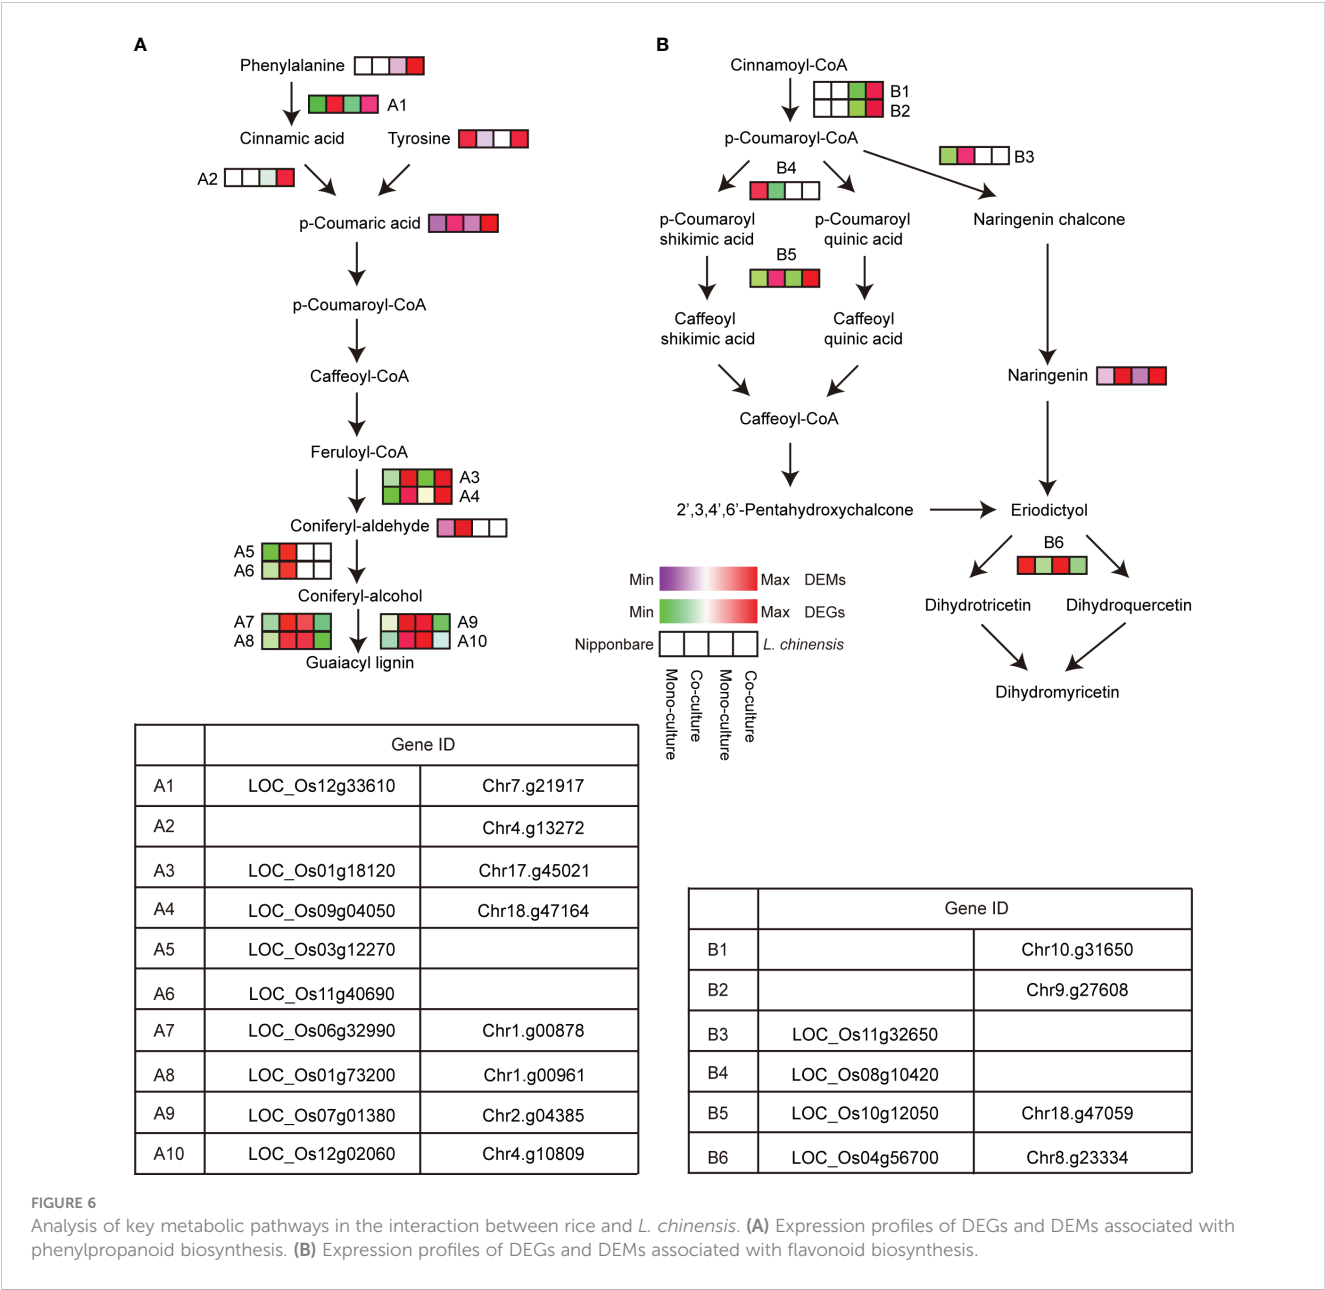 A
Phenylalanine
A1
Cinnamic acid
Tyrosine
A2
p-Coumaric acid
p-Coumaroyl-CoA
Caffeoyl-CoA
Feruloyl-CoA
A3
A4
Coniferyl-aldehyde
A5
A6
Coniferyl-alcohol
A7
A8
A9
A10
Guaiacyl lignin
B
Cinnamoyl-CoA
B1
B2
p-Coumaroyl-CoA
B3
B4
p-Coumaroyl
shikimic acid
p-Coumaroyl
quinic acid
Naringenin chalcone
B5
Caffeoyl
shikimic acid
Caffeoyl
quinic acid
Naringenin
Caffeoyl-CoA
2',3,4',6'-Pentahydroxychalcone
Eriodictyol
B6
Dihydrotricetin
Dihydroquercetin
Dihydromyricetin
Min Max DEMs
Min Max DEGs
Nipponbare L. chinensis
Mono-culture
Co-culture
Mono-culture
Co-culture
Gene ID
A1 LOC_Os12g33610 Chr7.g21917
A2 Chr4.g13272
A3 LOC_Os01g18120 Chr17.g45021
A4 LOC_Os09g04050 Chr18.g47164
A5 LOC_Os03g12270
A6 LOC_Os11g40690
A7 LOC_Os06g32990 Chr1.g00878
A8 LOC_Os01g73200 Chr1.g00961
A9 LOC_Os07g01380 Chr2.g04385
A10 LOC_Os12g02060 Chr4.g10809
Gene ID
B1 Chr10.g31650
B2 Chr9.g27608
B3 LOC_Os11g32650
B4 LOC_Os08g10420
B5 LOC_Os10g12050 Chr18.g47059
B6 LOC_Os04g56700 Chr8.g23334
FIGURE 6
Analysis of key metabolic pathways in the interaction between rice and L. chinensis. (A) Expression profiles of DEGs and DEMs associated with
phenylpropanoid biosynthesis. (B) Expression profiles of DEGs and DEMs associated with flavonoid biosynthesis.